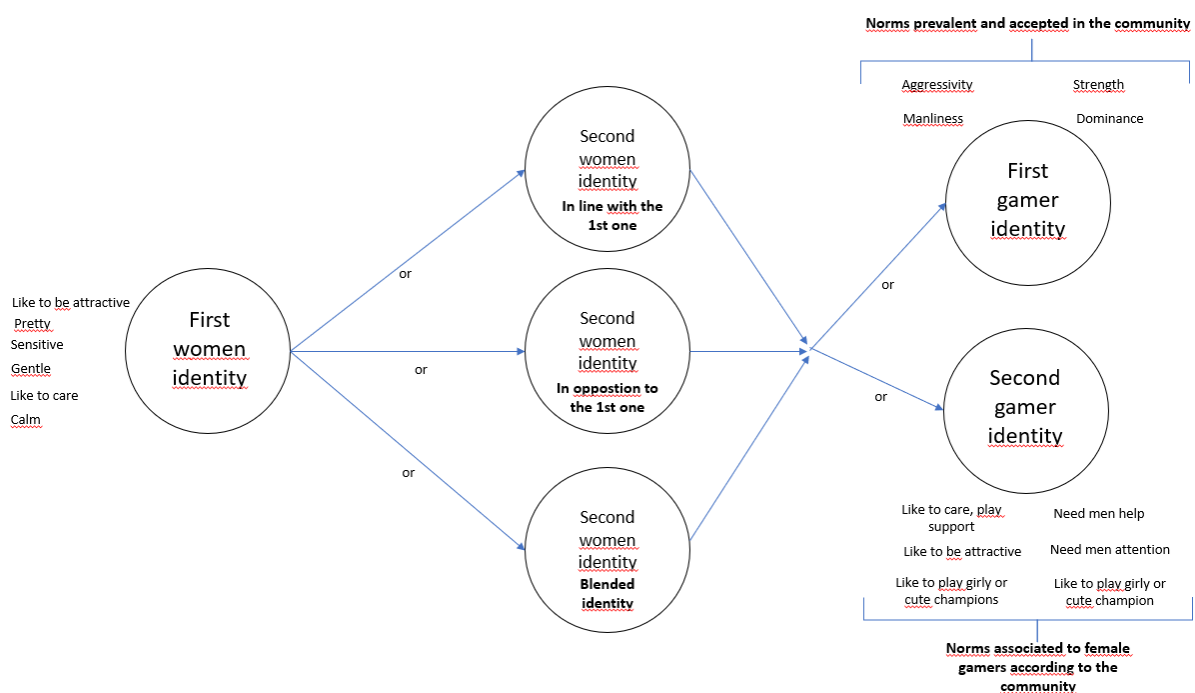 Norms prevalent and accepted in the community
Aggressivity
Strength
Manliness
Dominance
First
gamer
identity
Second
women
identity
In line with the
1st one
or
or
Like to be attractive
Pretty
Sensitive
Gentle
Like to care
Calm
First
women
identity
or
Second
women
identity
In oppostion to
the 1st one
or
Second
gamer
identity
or
Second
women
identity
Blended
identity
Like to care, play
support
Need men help
Like to be attractive
Need men attention
Like to play girly or
cute champions
Like to play girly or
cute champion
Norms associated to female
gamers according to the
community